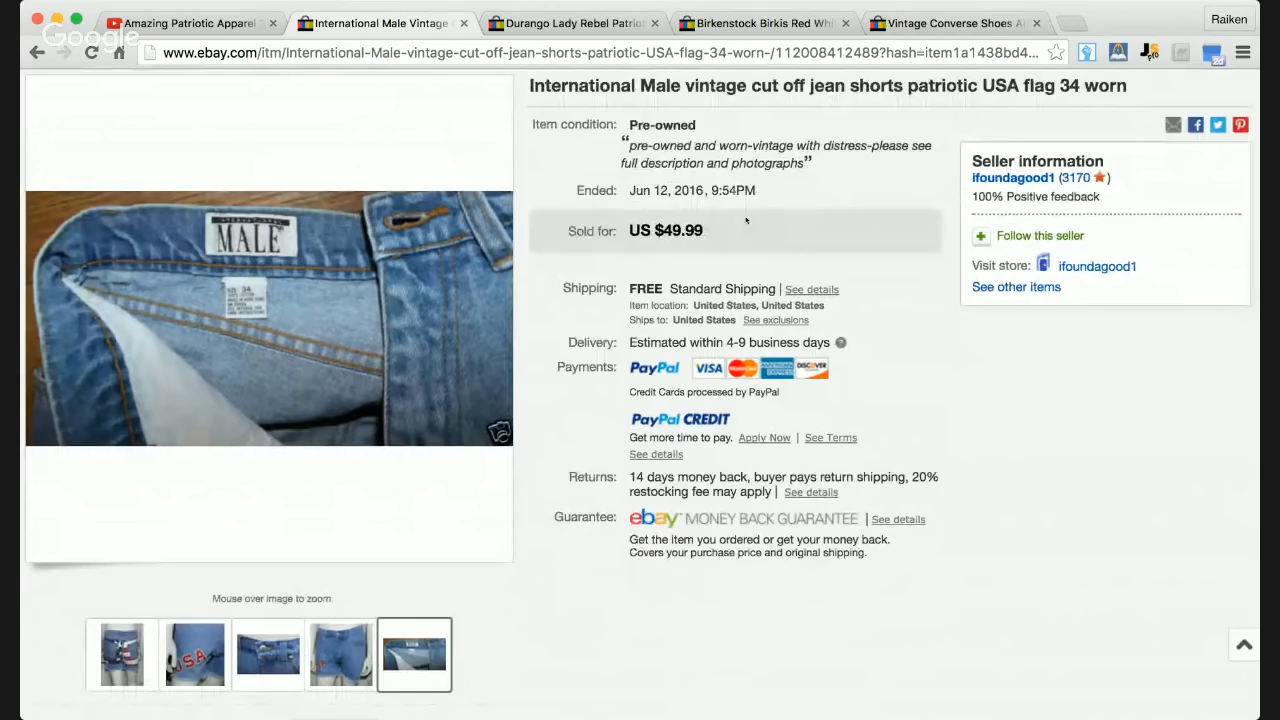 Raiken
Amazing Patriotic Apparel
International Male Vintage
Durango Lady Rebel Patrio
Birkenstock Birkis Red Whi
Vintage Converse Shoes A
Google
www.ebay.com/itm/International-Male-vintage-cut-off-jean-shorts-patriotic-USA-flag-34-worn-/112008412489?hash=item1a1438bd4...
International Male vintage cut off jean shorts patriotic USA flag 34 worn
Item condition: Pre-owned
“pre-owned and worn-vintage with distress-please see
full description and photographs”
Ended: Jun 12, 2016, 9:54PM
Sold for: US $49.99
Shipping: FREE Standard Shipping | See details
Item location: United States, United States
Ships to: United States See exclusions
Delivery: Estimated within 4-9 business days
Payments: PayPal VISA MasterCard AMERICAN EXPRESS DISCOVER
Credit Cards processed by PayPal
PayPal CREDIT
Get more time to pay. Apply Now | See Terms
See details
Returns: 14 days money back, buyer pays return shipping, 20%
restocking fee may apply | See details
Guarantee: ebay MONEY BACK GUARANTEE | See details
Get the item you ordered or get your money back.
Covers your purchase price and original shipping.
Seller information
ifoundagood1 (3170)
100% Positive feedback
Follow this seller
Visit store: ifoundagood1
See other items
INTERNATIONAL
MALE
34
Mouse over image to zoom
USA